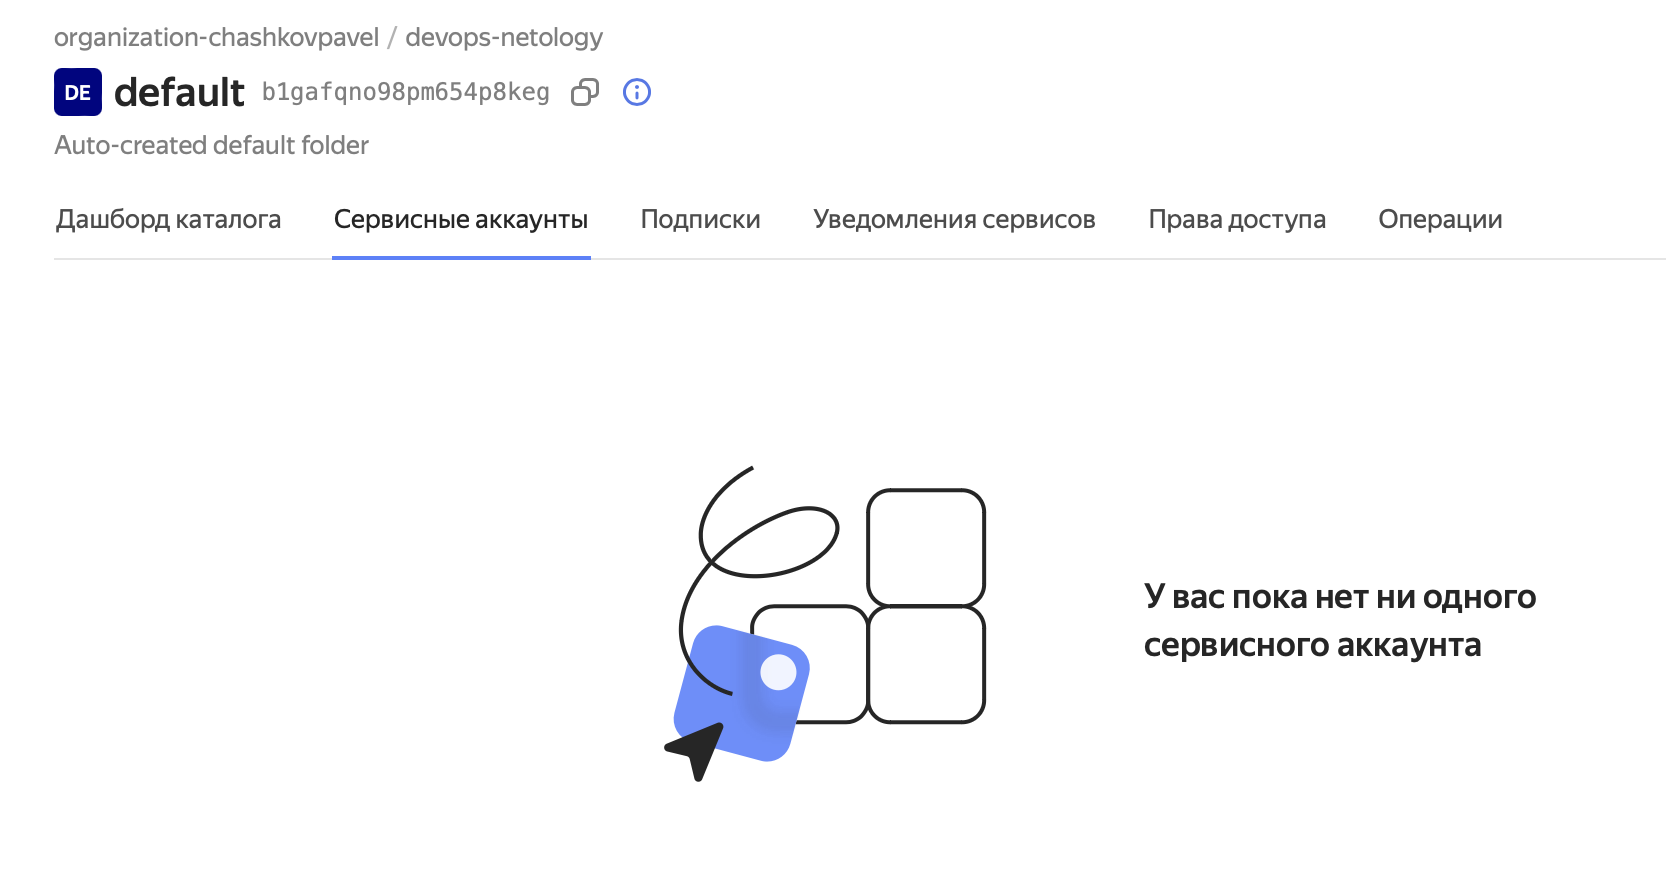 organization-chashkovpavel / devops-netology
DE default b1gafqno98pm654p8keg
Auto-created default folder
Дашборд каталога Сервисные аккаунты Подписки Уведомления сервисов Права доступа Операции
У вас пока нет ни одного
сервисного аккаунта